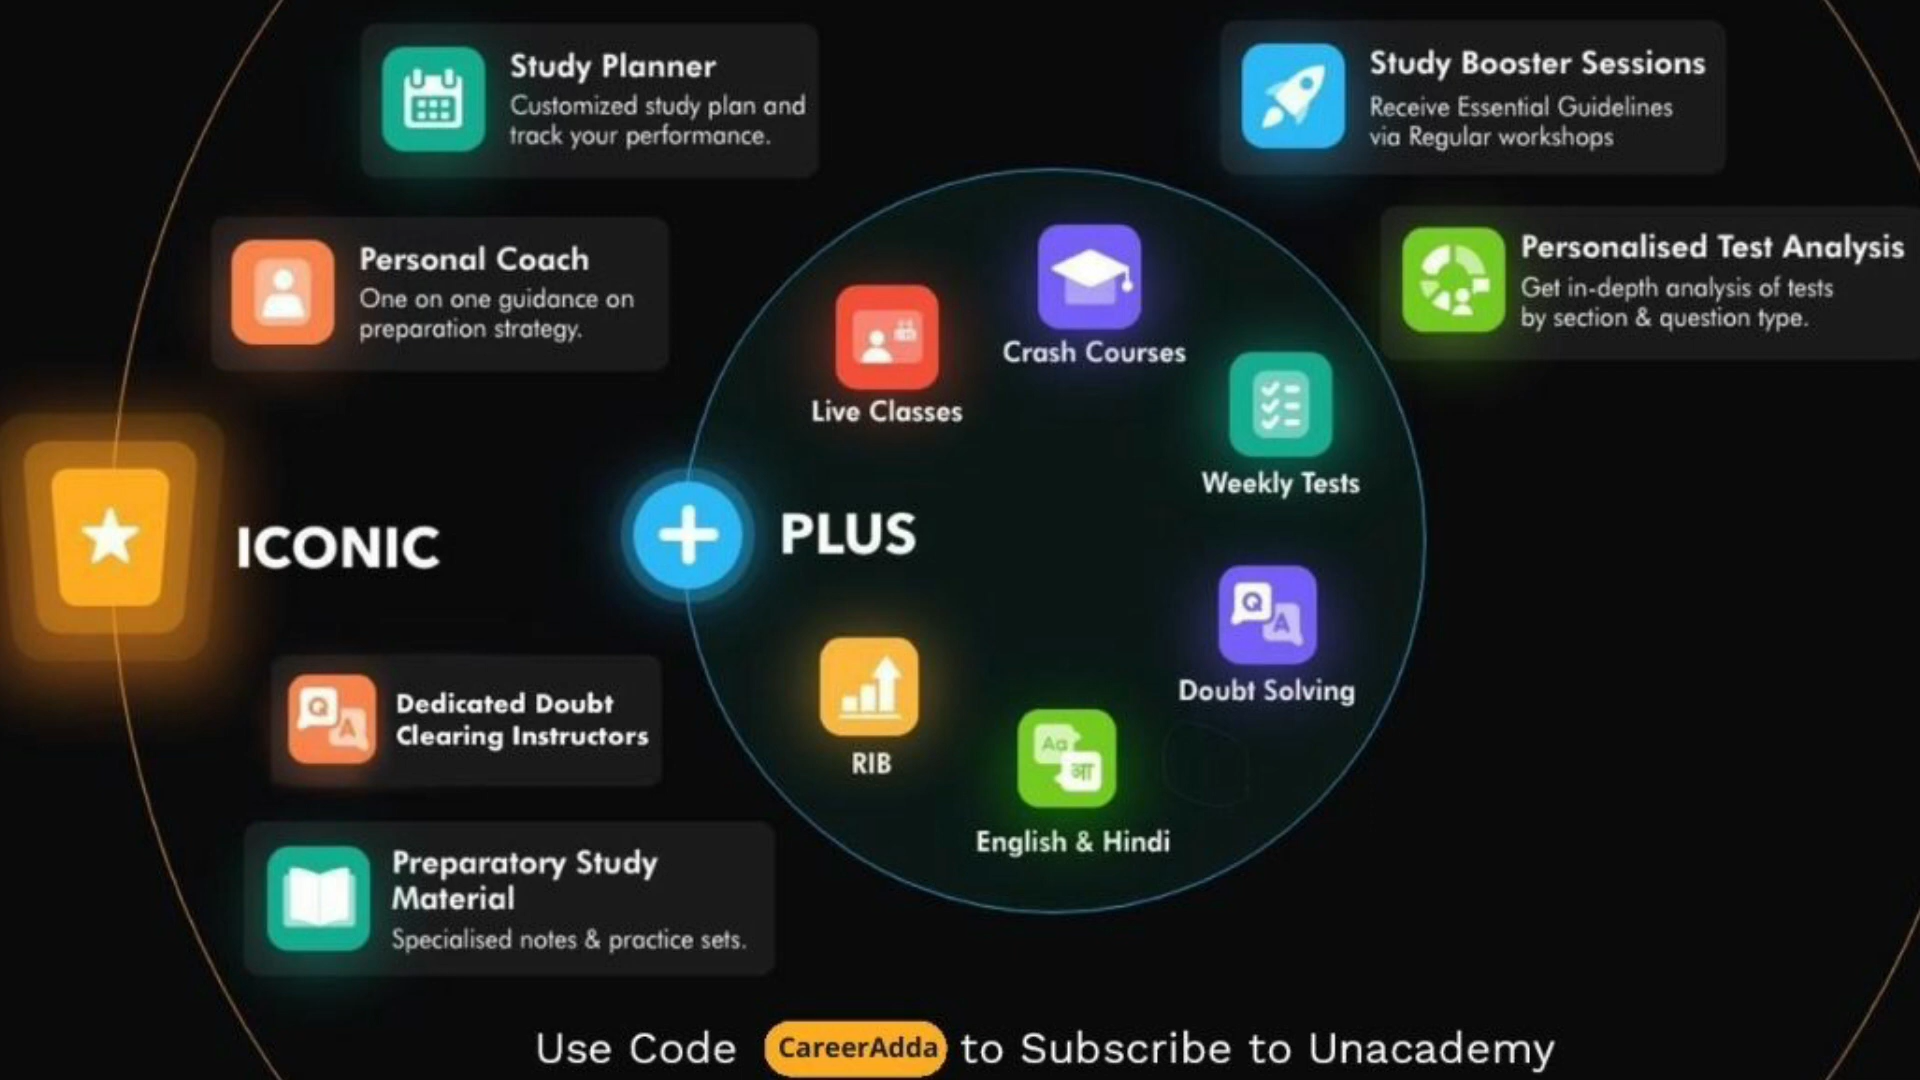 Study Planner
Customized study plan and
track your performance.
Study Booster Sessions
Receive Essential Guidelines
via Regular workshops
Personal Coach
One on one guidance on
preparation strategy.
Personalised Test Analysis
Get in-depth analysis of tests
by section & question type.
Crash Courses
Live Classes
Weekly Tests
ICONIC
PLUS
Q
A
Doubt Solving
RIB
Aa
अा
English & Hindi
Q
A
Dedicated Doubt
Clearing Instructors
Preparatory Study
Material
Specialised notes & practice sets.
Use Code CareerAdda to Subscribe to Unacademy